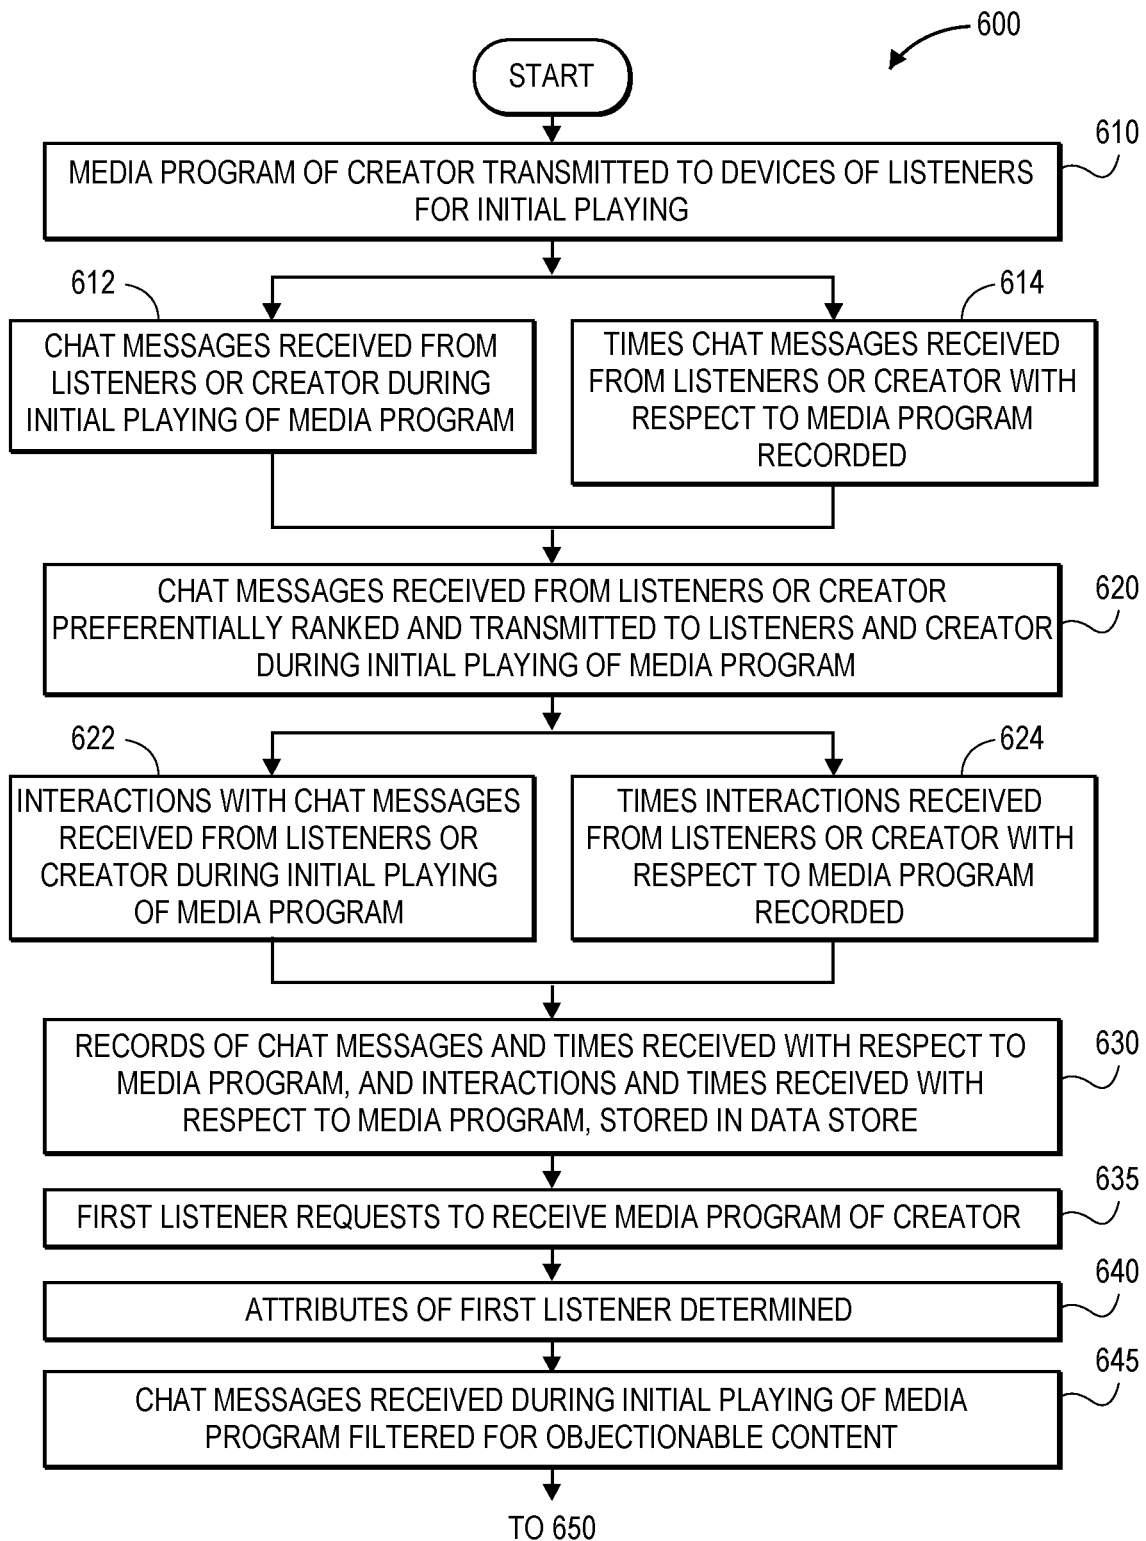 600
START
610
MEDIA PROGRAM OF CREATOR TRANSMITTED TO DEVICES OF LISTENERS
FOR INITIAL PLAYING
612
614
CHAT MESSAGES RECEIVED FROM
LISTENERS OR CREATOR DURING
INITIAL PLAYING OF MEDIA PROGRAM
TIMES CHAT MESSAGES RECEIVED
FROM LISTENERS OR CREATOR WITH
RESPECT TO MEDIA PROGRAM
RECORDED
620
CHAT MESSAGES RECEIVED FROM LISTENERS OR CREATOR
PREFERENTIALLY RANKED AND TRANSMITTED TO LISTENERS AND CREATOR
DURING INITIAL PLAYING OF MEDIA PROGRAM
622
624
INTERACTIONS WITH CHAT MESSAGES
RECEIVED FROM LISTENERS OR
CREATOR DURING INITIAL PLAYING
OF MEDIA PROGRAM
TIMES INTERACTIONS RECEIVED
FROM LISTENERS OR CREATOR WITH
RESPECT TO MEDIA PROGRAM
RECORDED
630
RECORDS OF CHAT MESSAGES AND TIMES RECEIVED WITH RESPECT TO
MEDIA PROGRAM, AND INTERACTIONS AND TIMES RECEIVED WITH
RESPECT TO MEDIA PROGRAM, STORED IN DATA STORE
635
FIRST LISTENER REQUESTS TO RECEIVE MEDIA PROGRAM OF CREATOR
640
ATTRIBUTES OF FIRST LISTENER DETERMINED
645
CHAT MESSAGES RECEIVED DURING INITIAL PLAYING OF MEDIA
PROGRAM FILTERED FOR OBJECTIONABLE CONTENT
TO 650